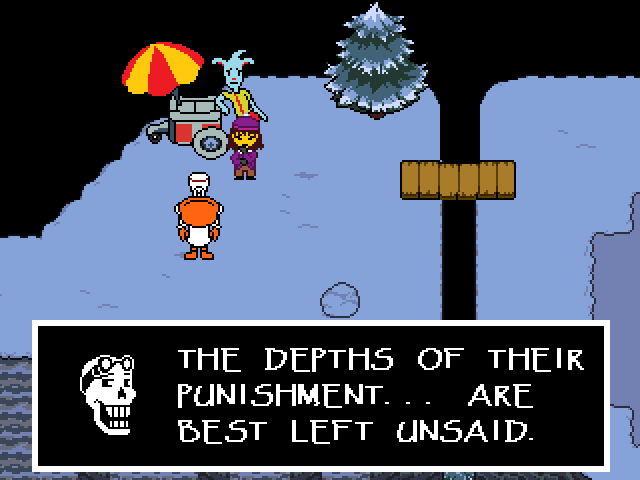 THE DEPTHS OF THEIR
PUNISHMENT... ARE
BEST LEFT UNSAID.